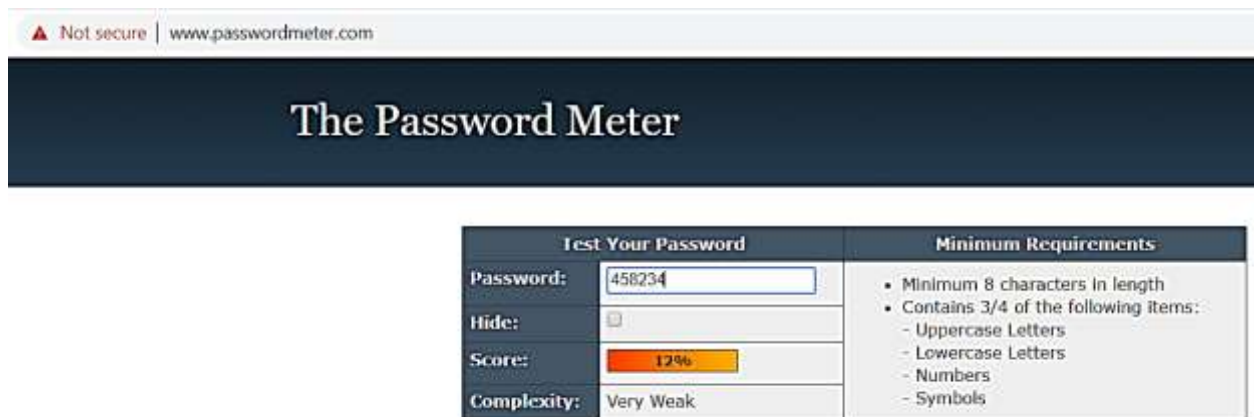 Not secure | www.passwordmeter.com
The Password Meter
Test Your Password
Password: 458234
Hide:
Score: 12%
Complexity: Very Weak
Minimum Requirements
• Minimum 8 characters in length
• Contains 3/4 of the following items:
- Uppercase Letters
- Lowercase Letters
- Numbers
- Symbols